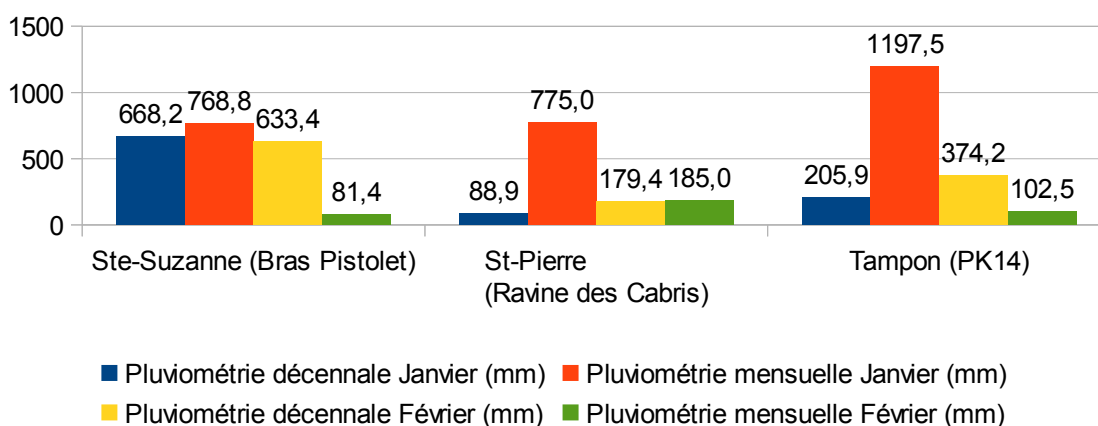 1500
1000
500
0
668,2
768,8
633,4
81,4
88,9
775,0
179,4
185,0
205,9
1197,5
374,2
102,5
Ste-Suzanne (Bras Pistolet)
St-Pierre
(Ravine des Cabris)
Tampon (PK14)
Pluviométrie décennale Janvier (mm)
Pluviométrie mensuelle Janvier (mm)
Pluviométrie décennale Février (mm)
Pluviométrie mensuelle Février (mm)